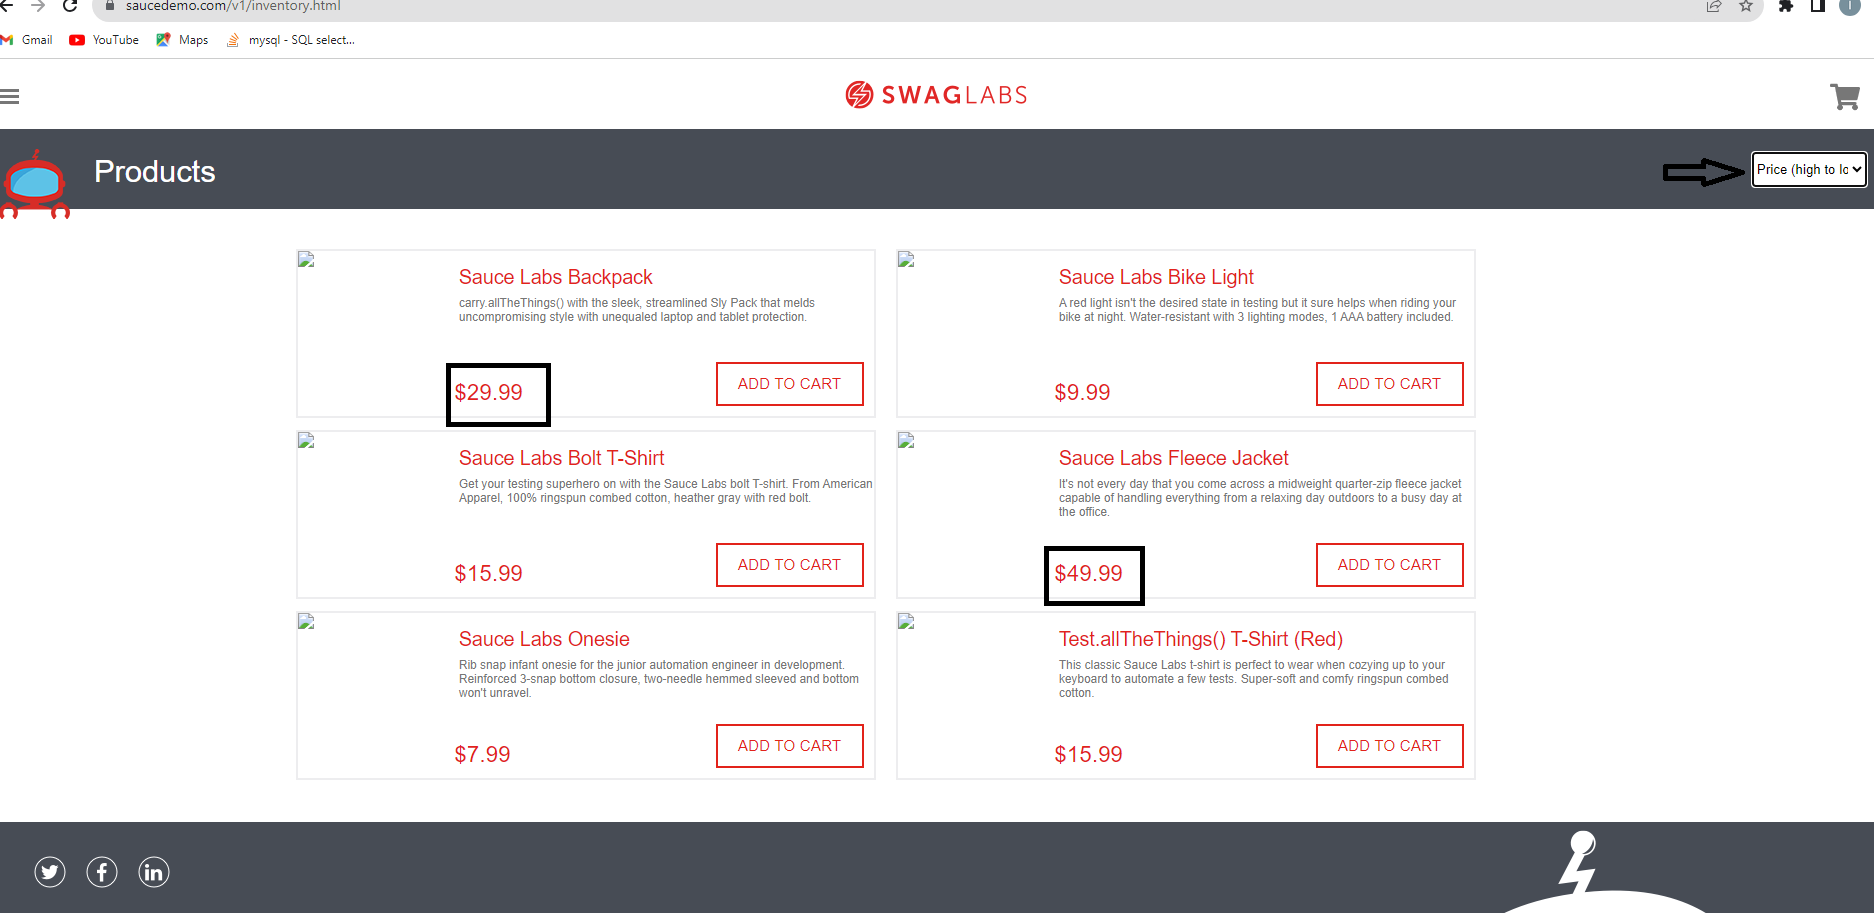 saucedemo.com/v1/inventory.html
Gmail YouTube Maps mysql - SQL select...
SWAGLABS
Products
Price (high to lo
Sauce Labs Backpack
carry.allTheThings() with the sleek, streamlined Sly Pack that melds
uncompromising style with unequaled laptop and tablet protection.
$29.99
ADD TO CART
Sauce Labs Bike Light
A red light isn't the desired state in testing but it sure helps when riding your
bike at night. Water-resistant with 3 lighting modes, 1 AAA battery included.
$9.99
ADD TO CART
Sauce Labs Bolt T-Shirt
Get your testing superhero on with the Sauce Labs bolt T-shirt. From American
Apparel, 100% ringspun combed cotton, heather gray with red bolt.
$15.99
ADD TO CART
Sauce Labs Fleece Jacket
It's not every day that you come across a midweight quarter-zip fleece jacket
capable of handling everything from a relaxing day outdoors to a busy day at
the office.
$49.99
ADD TO CART
Sauce Labs Onesie
Rib snap infant onesie for the junior automation engineer in development.
Reinforced 3-snap bottom closure, two-needle hemmed sleeved and bottom
won't unravel.
$7.99
ADD TO CART
Test.allTheThings() T-Shirt (Red)
This classic Sauce Labs t-shirt is perfect to wear when cozying up to your
keyboard to automate a few tests. Super-soft and comfy ringspun combed
cotton.
$15.99
ADD TO CART